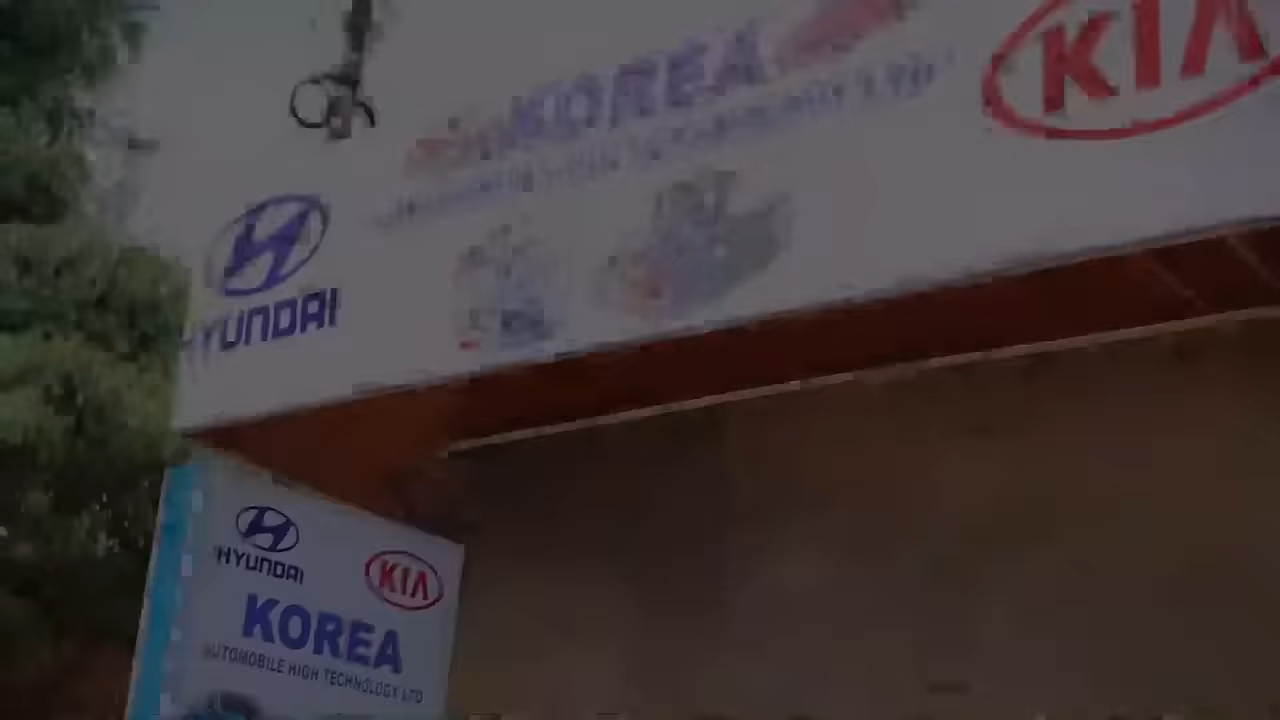 KOREA
KIA
HYUNDAI
HYUNDAI
KIA
KOREA
AUTOMOBILE HIGH TECHNOLOGY LTD